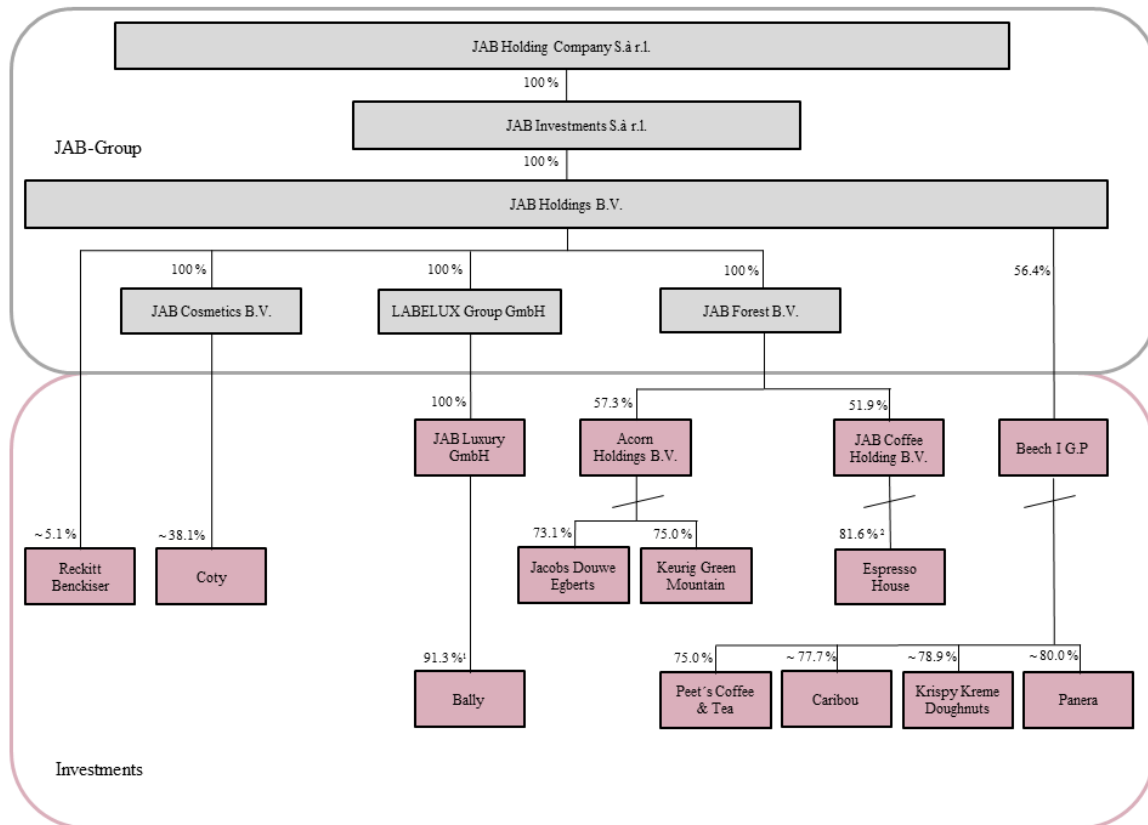 JAB Holding Company S.à r.l.
100 %
JAB Investments S.à r.l.
JAB-Group
100 %
JAB Holdings B.V.
100 %
100 %
100 %
56.4%
JAB Cosmetics B.V.
LABELUX Group GmbH
JAB Forest B.V.
100 %
57.3 %
51.9 %
JAB Luxury
GmbH
Acorn
Holdings B.V.
JAB Coffee
Holding B.V.
Beech I G.P
~5.1 %
~38.1%
73.1 %
75.0 %
81.6 % ²
Reckitt
Benckiser
Coty
Jacobs Douwe
Egberts
Keurig Green
Mountain
Espresso
House
91.3%¹
75.0 %
~ 77.7 %
~78.9 %
~80.0 %
Bally
Peet´s Coffee
& Tea
Caribou
Krispy Kreme
Doughnuts
Panera
Investments